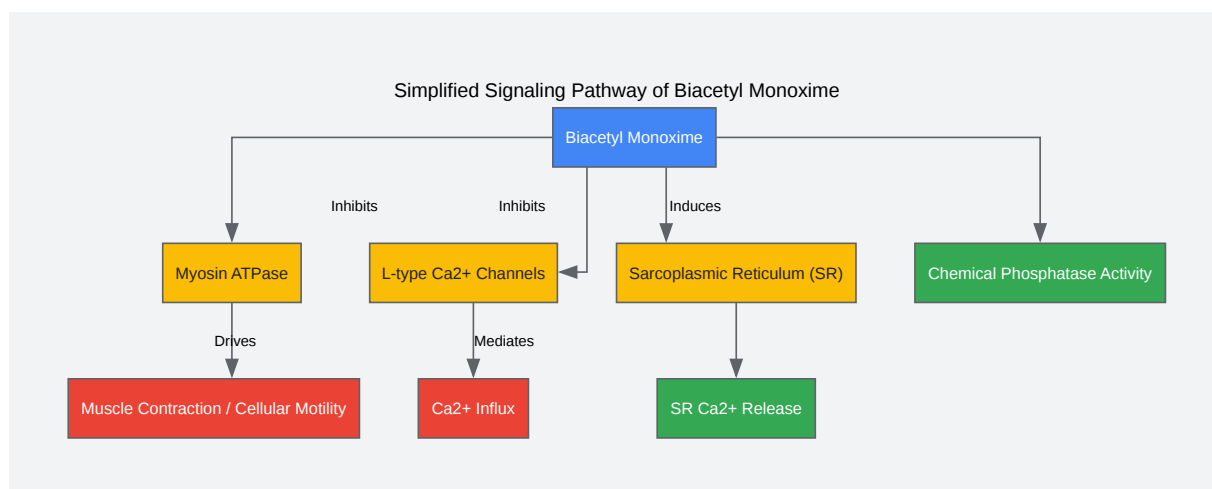 Simplified Signaling Pathway of Biacetyl Monoxime
Biacetyl Monoxime
Inhibits
Inhibits
Induces
Myosin ATPase
L-type Ca2+ Channels
Sarcoplasmic Reticulum (SR)
Chemical Phosphatase Activity
Drives
Mediates
Muscle Contraction / Cellular Motility
Ca2+ Influx
SR Ca2+ Release